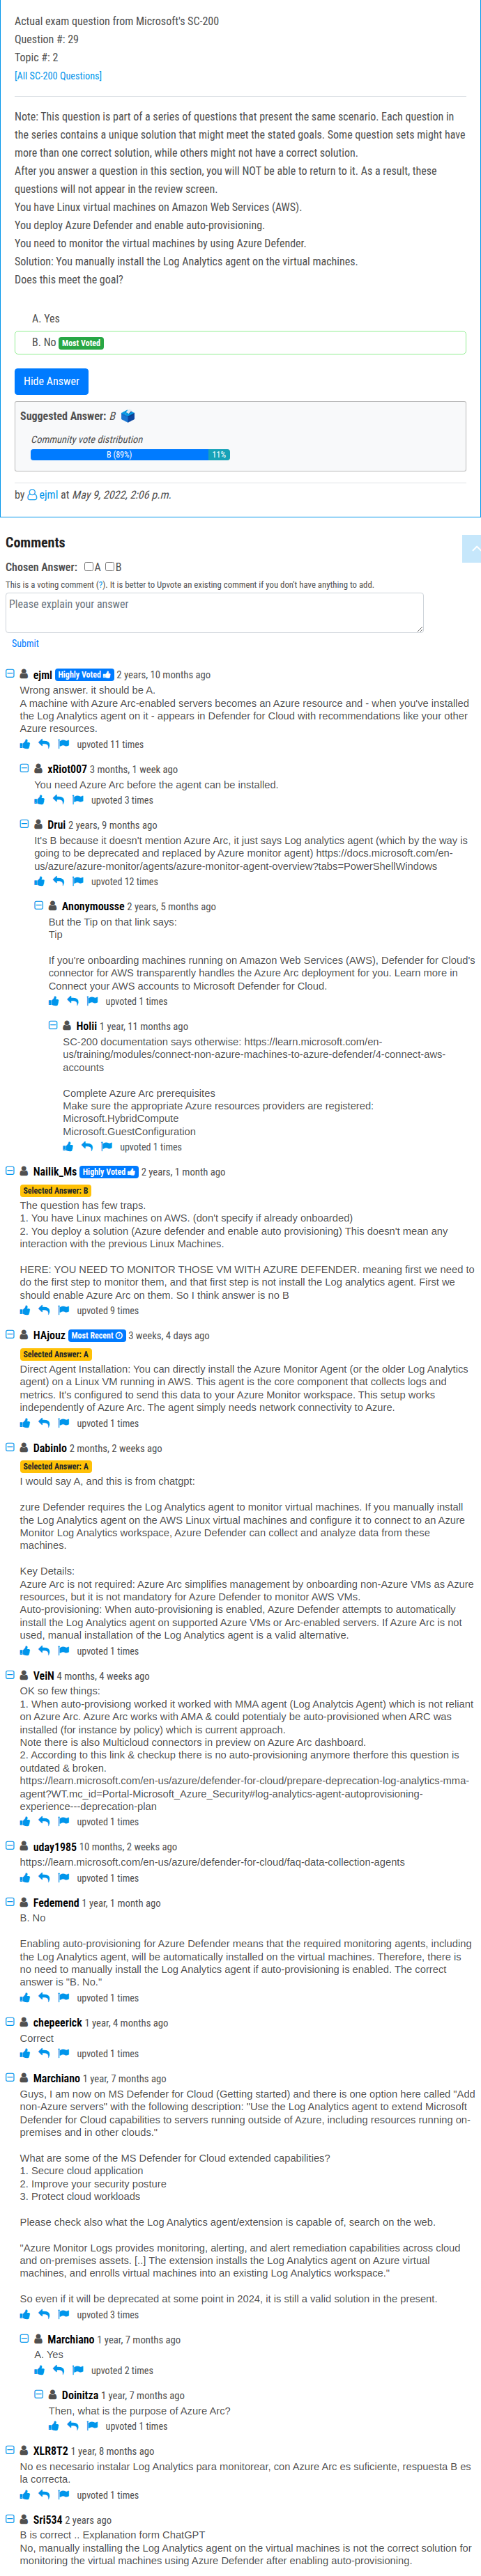 Actual exam question from Microsoft's SC-200
Question #: 29
Topic #: 2
[All SC-200 Questions]
Note: This question is part of a series of questions that present the same scenario. Each question in
the series contains a unique solution that might meet the stated goals. Some question sets might have
more than one correct solution, while others might not have a correct solution.
After you answer a question in this section, you will NOT be able to return to it. As a result, these
questions will not appear in the review screen.
You have Linux virtual machines on Amazon Web Services (AWS).
You deploy Azure Defender and enable auto-provisioning.
You need to monitor the virtual machines by using Azure Defender.
Solution: You manually install the Log Analytics agent on the virtual machines.
Does this meet the goal?
A. Yes
B. No Most Voted
Hide Answer
Suggested Answer: B
Community vote distribution
B (89%) 11%
by ejml at May 9, 2022, 2:06 p.m.
Comments
Chosen Answer: A B
This is a voting comment (?). It is better to Upvote an existing comment if you don't have anything to add.
Please explain your answer
Submit
ejml Highly Voted 2 years, 10 months ago
Wrong answer. it should be A.
A machine with Azure Arc-enabled servers becomes an Azure resource and - when you've installed
the Log Analytics agent on it - appears in Defender for Cloud with recommendations like your other
Azure resources.
upvoted 11 times
xRiot007 3 months, 1 week ago
You need Azure Arc before the agent can be installed.
upvoted 3 times
Drui 2 years, 9 months ago
It's B because it doesn't mention Azure Arc, it just says Log analytics agent (which by the way is
going to be deprecated and replaced by Azure monitor agent) https://docs.microsoft.com/en-
us/azure/azure-monitor/agents/azure-monitor-agent-overview?tabs=PowerShellWindows
upvoted 12 times
Anonymousse 2 years, 5 months ago
But the Tip on that link says:
Tip
If you're onboarding machines running on Amazon Web Services (AWS), Defender for Cloud's
connector for AWS transparently handles the Azure Arc deployment for you. Learn more in
Connect your AWS accounts to Microsoft Defender for Cloud.
upvoted 1 times
Holii 1 year, 11 months ago
SC-200 documentation says otherwise: https://learn.microsoft.com/en-
us/training/modules/connect-non-azure-machines-to-azure-defender/4-connect-aws-
accounts
Complete Azure Arc prerequisites
Make sure the appropriate Azure resources providers are registered:
Microsoft.HybridCompute
Microsoft.GuestConfiguration
upvoted 1 times
Nailik_Ms Highly Voted 2 years, 1 month ago
Selected Answer: B
The question has few traps.
1. You have Linux machines on AWS. (don't specify if already onboarded)
2. You deploy a solution (Azure defender and enable auto provisioning) This doesn't mean any
interaction with the previous Linux Machines.
HERE: YOU NEED TO MONITOR THOSE VM WITH AZURE DEFENDER. meaning first we need to
do the first step to monitor them, and that first step is not install the Log analytics agent. First we
should enable Azure Arc on them. So I think answer is no B
upvoted 9 times
HAjouz Most Recent 3 weeks, 4 days ago
Selected Answer: A
Direct Agent Installation: You can directly install the Azure Monitor Agent (or the older Log Analytics
agent) on a Linux VM running in AWS. This agent is the core component that collects logs and
metrics. It's configured to send this data to your Azure Monitor workspace. This setup works
independently of Azure Arc. The agent simply needs network connectivity to Azure.
upvoted 1 times
Dabinlo 2 months, 2 weeks ago
Selected Answer: A
I would say A, and this is from chatgpt:
zure Defender requires the Log Analytics agent to monitor virtual machines. If you manually install
the Log Analytics agent on the AWS Linux virtual machines and configure it to connect to an Azure
Monitor Log Analytics workspace, Azure Defender can collect and analyze data from these
machines.
Key Details:
Azure Arc is not required: Azure Arc simplifies management by onboarding non-Azure VMs as Azure
resources, but it is not mandatory for Azure Defender to monitor AWS VMs.
Auto-provisioning: When auto-provisioning is enabled, Azure Defender attempts to automatically
install the Log Analytics agent on supported Azure VMs or Arc-enabled servers. If Azure Arc is not
used, manual installation of the Log Analytics agent is a valid alternative.
upvoted 1 times
VeiN 4 months, 4 weeks ago
OK so few things:
1. When auto-provising worked it worked with MMA agent (Log Analytcis Agent) which is not reliant
on Azure Arc. Azure Arc works with AMA & could potentialy be auto-provisioned when ARC was
installed (for instance by policy) which is current approach.
Note there is also Multicloud connectors in preview on Azure Arc dashboard.
2. According to this link & checkup there is no auto-provisioning anymore therfore this question is
outdated & broken.
https://learn.microsoft.com/en-us/azure/defender-for-cloud/prepare-deprecation-log-analytics-mma-
agent?WT.mc_id=Portal-Microsoft_Azure_Security#log-analytics-agent-autoprovisioning-
experience---deprecation-plan
upvoted 1 times
uday1985 10 months, 2 weeks ago
https://learn.microsoft.com/en-us/azure/defender-for-cloud/faq-data-collection-agents
upvoted 1 times
Fedemend 1 year, 1 month ago
B. No
Enabling auto-provisioning for Azure Defender means that the required monitoring agents, including
the Log Analytics agent, will be automatically installed on the virtual machines. Therefore, there is
no need to manually install the Log Analytics agent if auto-provisioning is enabled. The correct
answer is "B. No."
upvoted 1 times
chepeerick 1 year, 4 months ago
Correct
upvoted 1 times
Marchiano 1 year, 7 months ago
Guys, I am now on MS Defender for Cloud (Getting started) and there is one option here called "Add
non-Azure servers" with the following description: "Use the Log Analytics agent to extend Microsoft
Defender for Cloud capabilities to servers running outside of Azure, including resources running on-
premises and in other clouds."
What are some of the MS Defender for Cloud extended capabilities?
1. Secure cloud application
2. Improve your security posture
3. Protect cloud workloads
Please check also what the Log Analytics agent/extension is capable of, search on the web.
"Azure Monitor Logs provides monitoring, alerting, and alert remediation capabilities across cloud
and on-premises assets. [..] The extension installs the Log Analytics agent on Azure virtual
machines, and enrolls virtual machines into an existing Log Analytics workspace."
So even if it will be deprecated at some point in 2024, it is still a valid solution in the present.
upvoted 3 times
Marchiano 1 year, 7 months ago
A. Yes
upvoted 2 times
Doinitza 1 year, 7 months ago
Then, what is the purpose of Azure Arc?
upvoted 1 times
XLR8T2 1 year, 8 months ago
No es necesario instalar Log Analytics para monitorear, con Azure Arc es suficiente, respuesta B es
la correcta.
upvoted 1 times
Sri534 2 years ago
B is correct .. Explanation form ChatGPT
No, manually installing the Log Analytics agent on the virtual machines is not the correct solution for
monitoring the virtual machines using Azure Defender after enabling auto-provisioning.